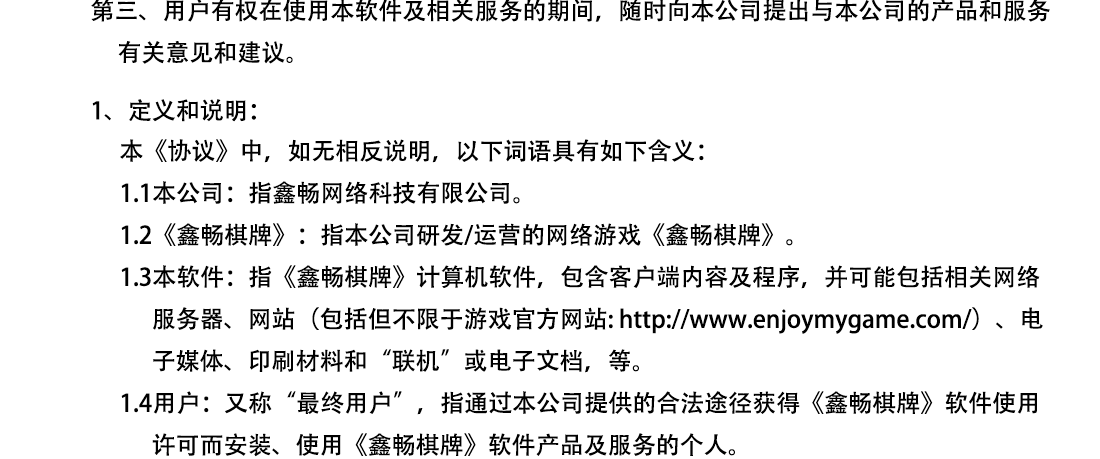 第三、用户有权在使用本软件及相关服务的期间，随时向本公司提出与本公司的产品和服务
有关意见和建议。
1、定义和说明：
本《协议》中，如无相反说明，以下词语具有如下含义：
1.1本公司：指鑫畅网络科技有限公司。
1.2《鑫畅棋牌》：指本公司研发/运营的网络游戏《鑫畅棋牌》。
1.3本软件：指《鑫畅棋牌》计算机软件，包含客户端内容及程序，并可能包括相关网络
服务器、网站（包括但不限于游戏官方网站: http://www.enjoymygame.com/）、电
子媒体、印刷材料和“联机”或电子文档，等。
1.4用户：又称“最终用户”，指通过本公司提供的合法途径获得《鑫畅棋牌》软件使用
许可而安装、使用《鑫畅棋牌》软件产品及服务的个人。